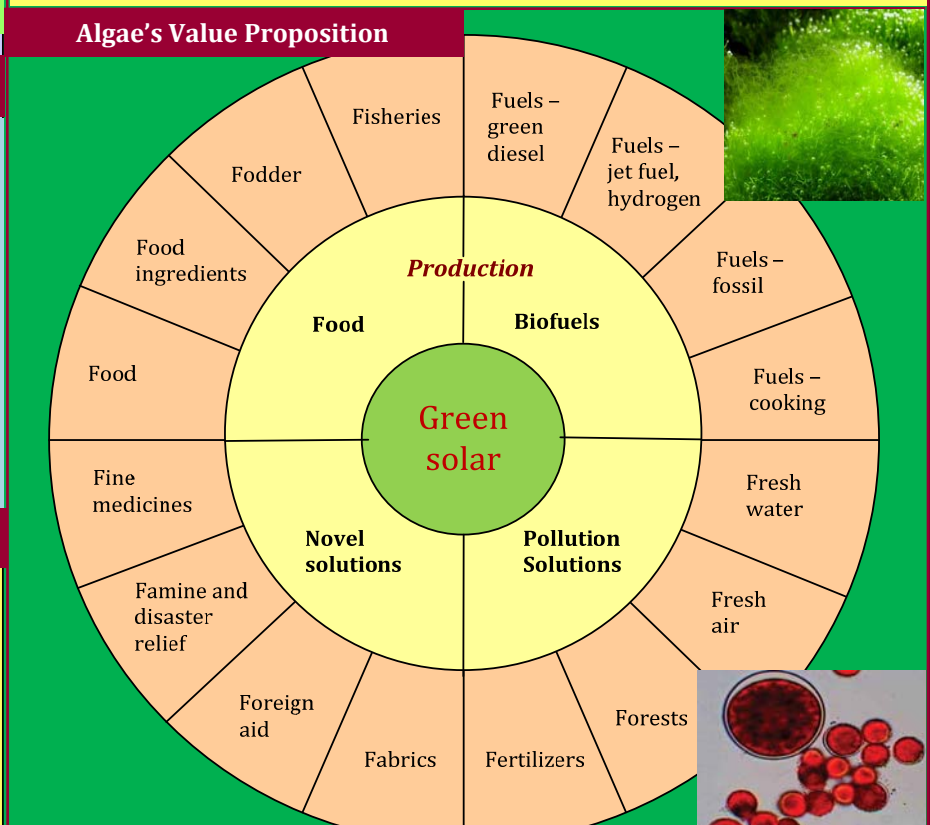 Algae’s Value Proposition
Fisheries
Fuels –
green
diesel
Fuels –
jet fuel,
hydrogen
Fodder
Food
ingredients
Fuels –
fossil
Production
Food
Biofuels
Food
Fuels –
cooking
Green
solar
Fine
medicines
Fresh
water
Novel
solutions
Pollution
Solutions
Famine and
disaster
relief
Fresh
air
Foreign
aid
Forests
Fabrics
Fertilizers